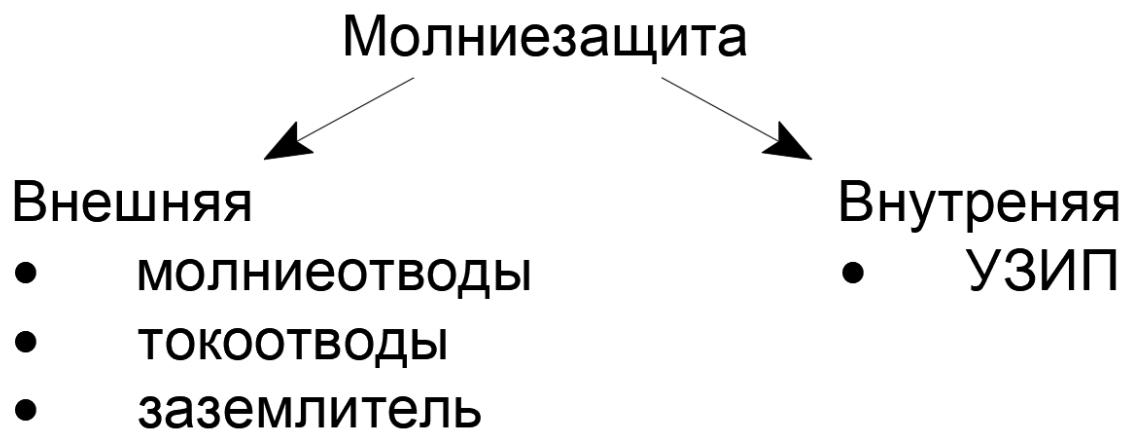 Молниезащита
Внешняя
• молниеотводы
• токоотводы
• заземлитель
Внутреняя
• УЗИП